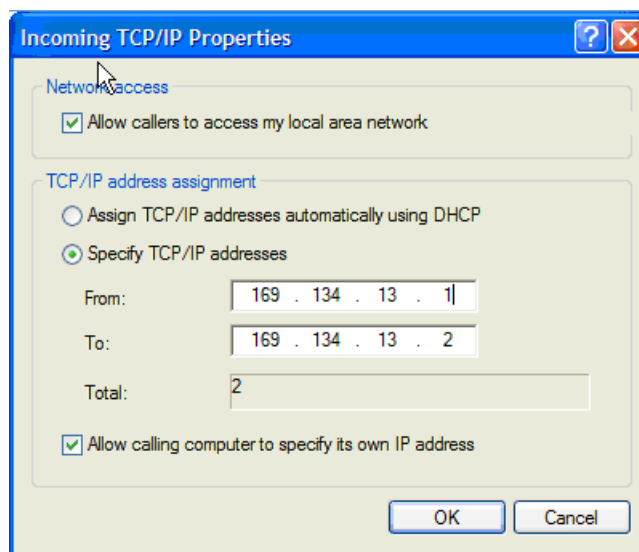 Incoming TCP/IP Properties
Network access
Allow callers to access my local area network
TCP/IP address assignment
Assign TCP/IP addresses automatically using DHCP
Specify TCP/IP addresses
From: 169 . 134 . 13 . 1
To: 169 . 134 . 13 . 2
Total: 2
Allow calling computer to specify its own IP address
OK Cancel